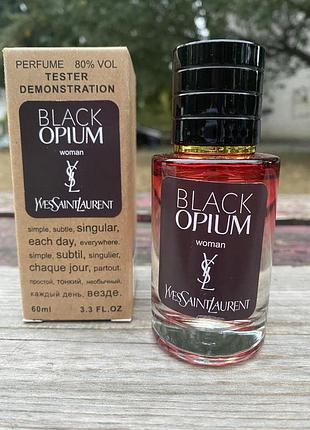 PERFUME 80% VOL
TESTER
DEMONSTRATION
BLACK
OPIUM
woman
YSL
YVESSAINTLAURENT
simple, subtle, singular,
each day, everywhere.
simple, subtil, singulier,
chaque jour, partout.
простой, тонкий, необычный,
каждый день, везде.
60ml 3.3 FL.OZ
BLACK
OPIUM
woman
YSL
YVESSAINTLAURENT